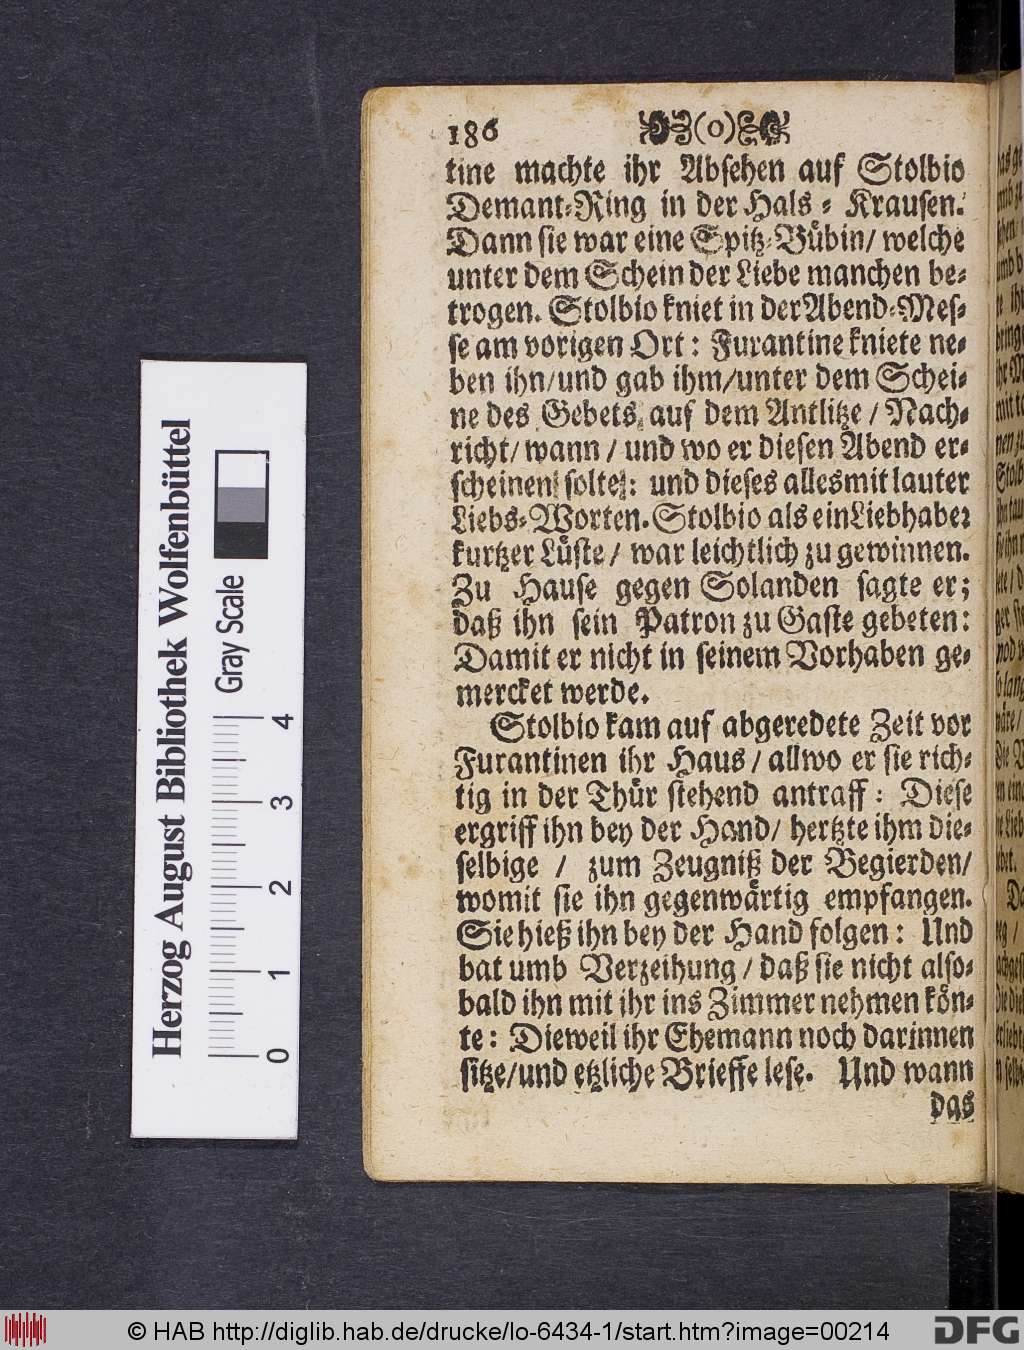 186 (o)
tine machte ihr Absehen auf Stolbio
Demant-Ring in der Hals-Krausen.
Dann sie war eine Spitz-Bübin/ welche
unter dem Schein der Liebe manchen be-
trogen. Stolbio kniet in der Abend-Mes-
se am vorigen Ort: Furantine kniete ne-
ben ihn/und gab ihm/unter dem Schei-
ne des Gebets auf dem Antlitze / Nach-
richt/ wann / und wo er diesen Abend er-
scheinen solte: und dieses alles mit lauter
Liebs-Worten. Stolbio als ein Liebhaber
kurtzer Lüste / war leichtlich zu gewinnen.
Zu Hause gegen Solanden sagte er;
daß ihn sein Patron zu Gaste gebeten:
Damit er nicht in seinem Vorhaben ge-
mercket werde.
Stolbio kam auf abgeredete Zeit vor
Furantinen ihr Haus / allwo er sie rich-
tig in der Thür stehend antraff: Diese
ergriff ihn bey der Hand/ hertzte ihm die-
selbige / zum Zeugniß der Begierden/
womit sie ihn gegenwärtig empfangen.
Sie hieß ihn bey der Hand folgen: Und
bat umb Verzeihung / daß sie nicht also-
bald ihn mit ihr ins Zimmer nehmen kön-
te: Dieweil ihr Ehemann noch darinnen
sitze/und etzliche Brieffe lese. Und wann
das
Herzog August Bibliothek Wolfenbüttel
Gray Scale
0 1 2 3 4
© HAB http://diglib.hab.de/drucke/lo-6434-1/start.htm?image=00214
DFG